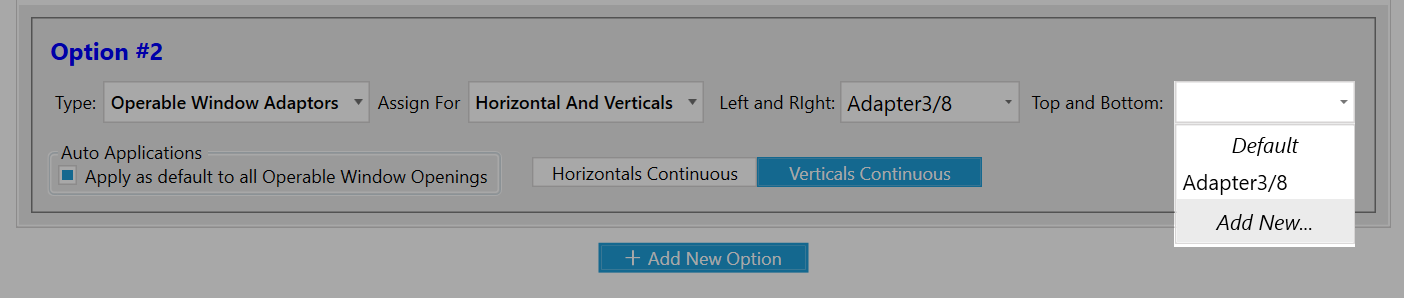 Option #2
Type: Operable Window Adaptors Assign For Horizontal And Verticals Left and RIght: Adapter3/8 Top and Bottom:
Default
Adapter3/8
Add New...
Auto Applications
Apply as default to all Operable Window Openings
Horizontals Continuous Verticals Continuous
+ Add New Option